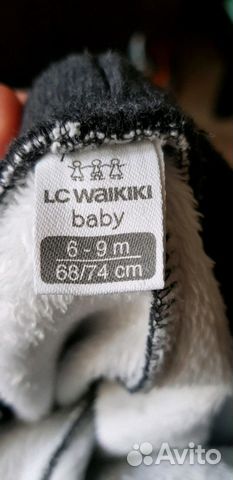 LC WAIKIKI
baby
6 - 9 m
68/74 cm
Avito